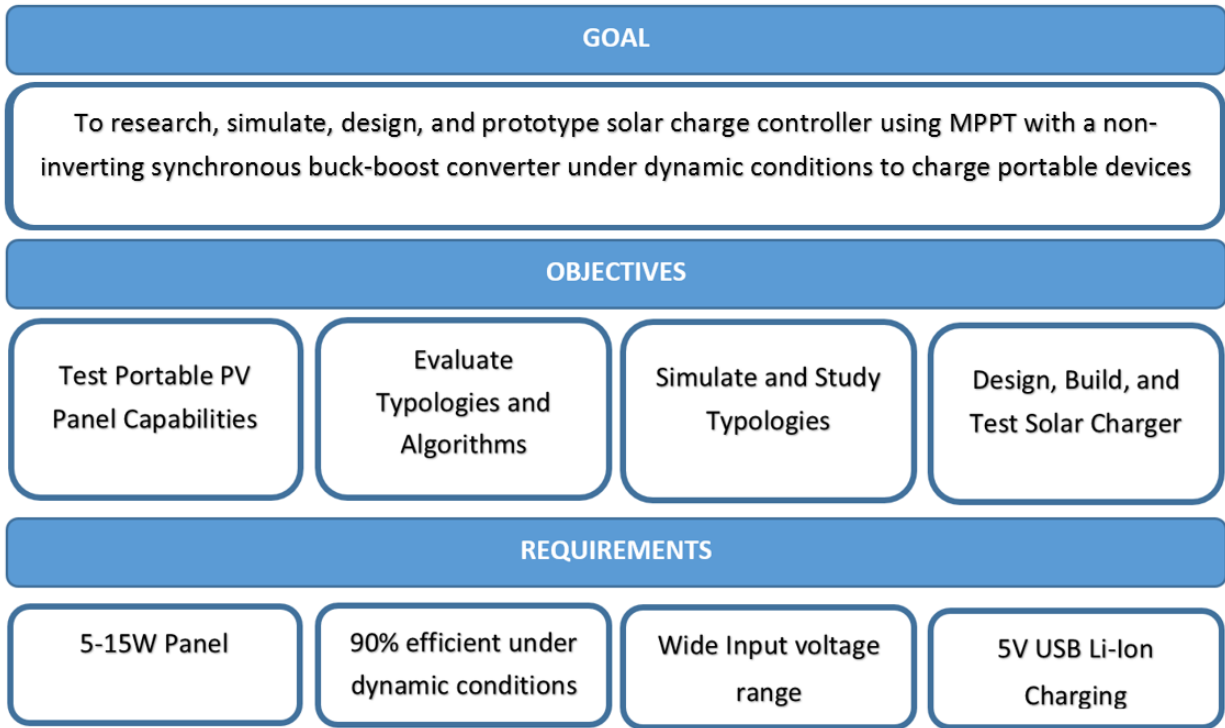 GOAL
To research, simulate, design, and prototype solar charge controller using MPPT with a non-
inverting synchronous buck-boost converter under dynamic conditions to charge portable devices
OBJECTIVES
Test Portable PV
Panel Capabilities
Evaluate
Typologies and
Algorithms
Simulate and Study
Typologies
Design, Build, and
Test Solar Charger
REQUIREMENTS
5-15W Panel
90% efficient under
dynamic conditions
Wide Input voltage
range
5V USB Li-Ion
Charging